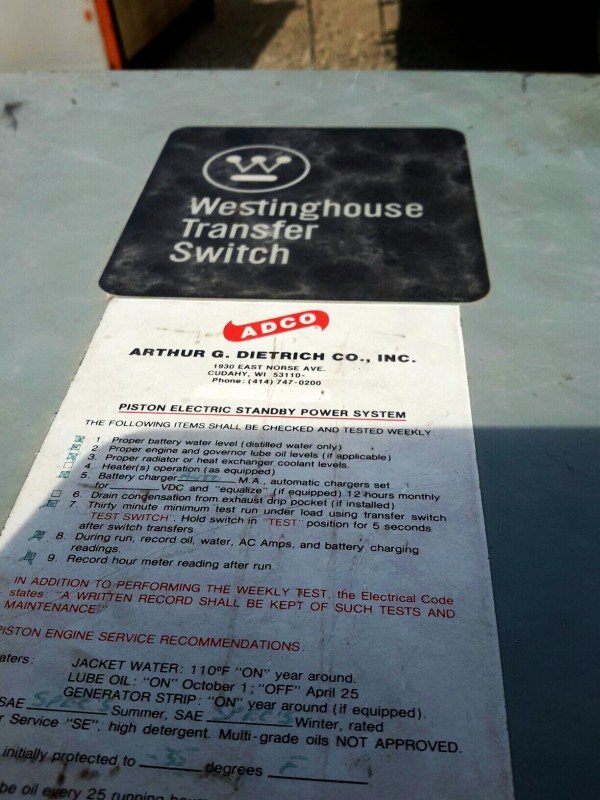 W
Westinghouse
Transfer
Switch
ADCO
ARTHUR G. DIETRICH CO., INC.
1930 EAST NORSE AVE.
CUDAHY, WI 53110-
Phone: (414) 747-0200
PISTON ELECTRIC STANDBY POWER SYSTEM
THE FOLLOWING ITEMS SHALL BE CHECKED AND TESTED WEEKLY:
1. Proper battery water level (distilled water only)
2. Proper engine and governor lube oil levels (if applicable)
3. Proper radiator or heat exchanger coolant levels.
4. Heater(s) operation (as equipped)
5. Battery charger M.A., automatic chargers set
for VDC and "equalize" (if equipped) 12 hours monthly
6. Drain condensation from exhaust drip pocket (if installed)
7. Thirty minute minimum test run under load using transfer switch
"TEST SWITCH". Hold switch in "TEST" position for 5 seconds
after switch transfers.
8. During run, record oil, water, AC Amps, and battery charging
readings.
9. Record hour meter reading after run.
IN ADDITION TO PERFORMING THE WEEKLY TEST, the Electrical Code
states: "A WRITTEN RECORD SHALL BE KEPT OF SUCH TESTS AND
MAINTENANCE"
PISTON ENGINE SERVICE RECOMMENDATIONS:
aters: JACKET WATER: 110°F "ON" year around.
LUBE OIL: "ON" October 1; "OFF" April 25
GENERATOR STRIP: "ON" year around (if equipped).
SAE SPEC'S Summer, SAE SPEC'S Winter, rated
r Service "SE", high detergent. Multi-grade oils NOT APPROVED.
initially protected to -35 degrees F
be oil every 25 running